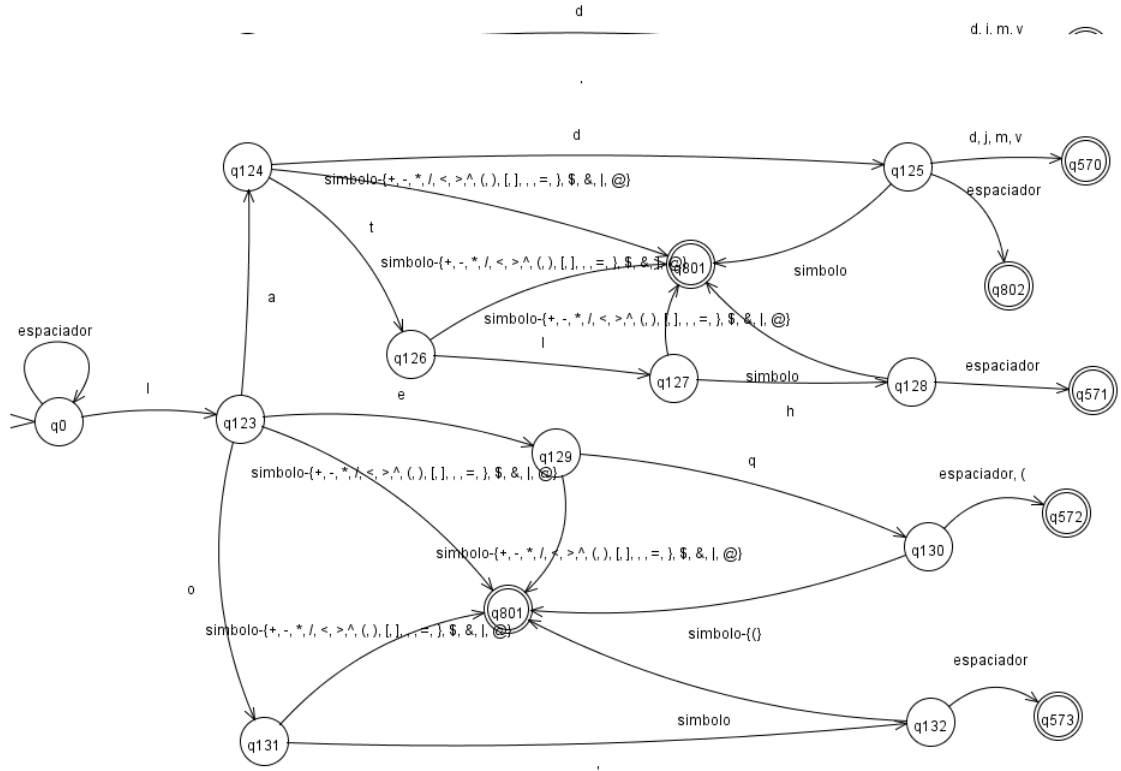 d
d, i, m, v
.
d
d, j, m, v
q124
q125
q570
simbolo-{+, -, *, /, <, >,^, (, ), [, ], , , =, }, $, &, |, @}
espaciador
t
simbolo-{+, -, *, /, <, >,^, (, ), [, ], , , =, }, $, &, |, @}
q801
simbolo
q802
a
simbolo-{+, -, *, /, <, >,^, (, ), [, ], , , =, }, $, &, |, @}
espaciador
l
q126
espaciador
q127
simbolo
q128
q571
l
e
h
q0
q123
q129
q
simbolo-{+, -, *, /, <, >,^, (, ), [, ], , , =, }, $, &, |, @}
espaciador, (
q572
q130
simbolo-{+, -, *, /, <, >,^, (, ), [, ], , , =, }, $, &, |, @}
o
q801
simbolo-{+, -, *, /, <, >,^, (, ), [, ], , , =, }, $, &, |, @}
simbolo-{(}
espaciador
simbolo
q573
q131
q132